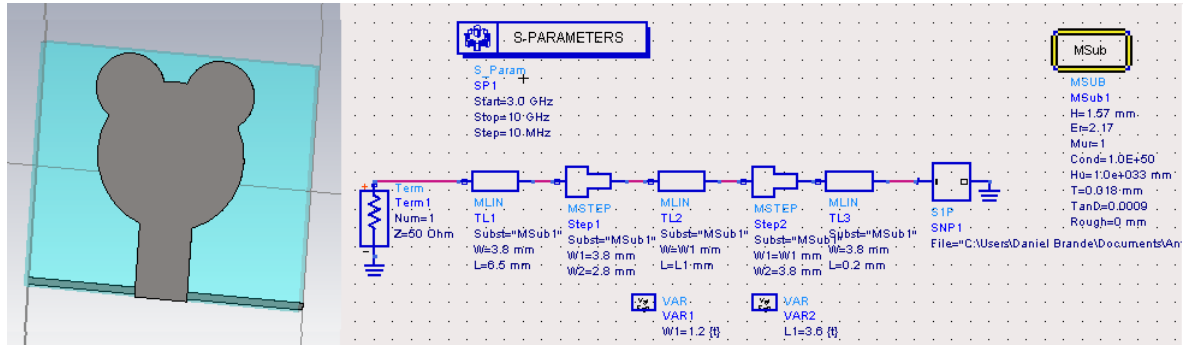 S-PARAMETERS
S_Param
SP1
Start=3.0 GHz
Stop=10 GHz
Step=10 MHz
MSub
MSUB
MSub1
H=1.57 mm
Er=2.17
Mur=1
Cond=1.0E+50
Hu=1.0e+033 mm
T=0.018 mm
TanD=0.0009
Rough=0 mm
Term
Term1
Num=1
Z=50 Ohm
MLIN
TL1
Subst="MSub1"
W=3.8 mm
L=6.5 mm
MSTEP
Step1
Subst="MSub1"
W1=3.8 mm
W2=2.8 mm
MLIN
TL2
Subst="MSub1"
W=W1 mm
L=L1 mm
MSTEP
Step2
Subst="MSub1"
W1=W1 mm
W2=3.8 mm
MLIN
TL3
Subst="MSub1"
W=3.8 mm
L=0.2 mm
S1P
SNP1
File="C:\Users\Daniel Brande\Documents\An
Var
Eqn
VAR
VAR1
W1=1.2 {t}
Var
Eqn
VAR
VAR2
L1=3.6 {t}